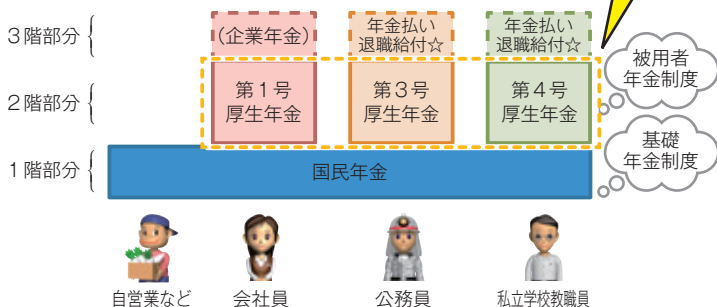 3階部分
(企業年金)
年金払い
退職給付☆
年金払い
退職給付☆
2階部分
第1号
厚生年金
第3号
厚生年金
第4号
厚生年金
被用者
年金制度
1階部分
国民年金
基礎
年金制度
自営業など
会社員
公務員
私立学校教職員